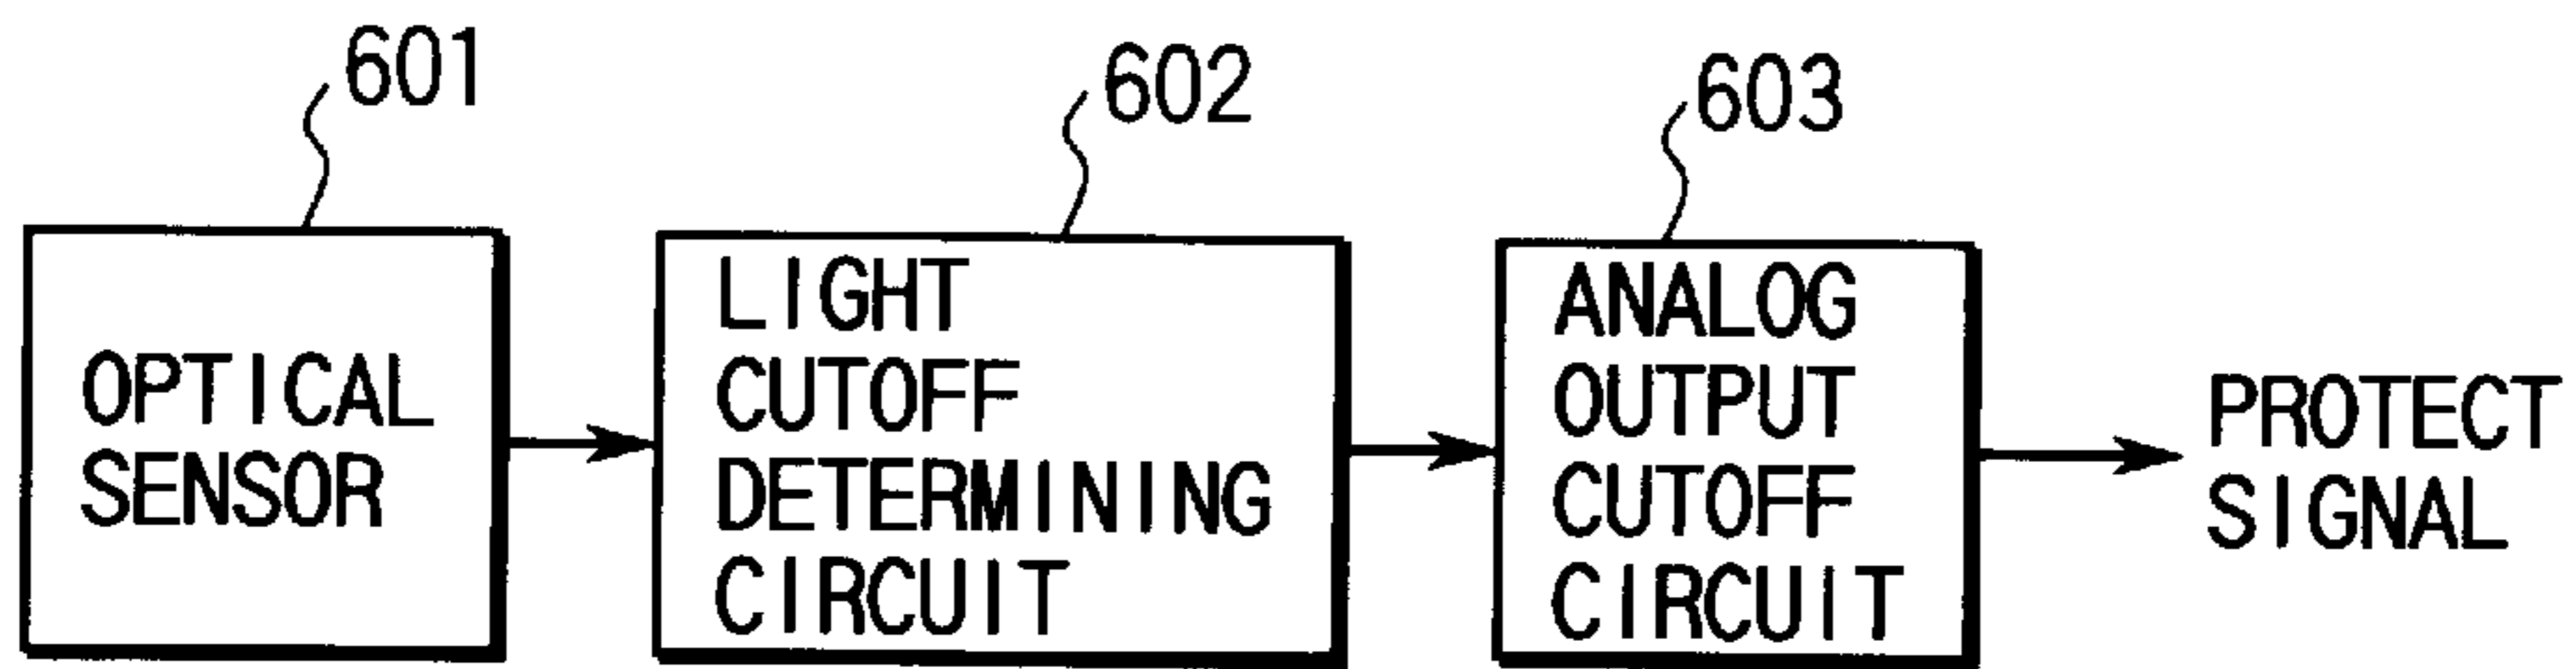 601
602
603
OPTICAL
SENSOR
LIGHT
CUTOFF
DETERMINING
CIRCUIT
ANALOG
OUTPUT
CUTOFF
CIRCUIT
PROTECT
SIGNAL